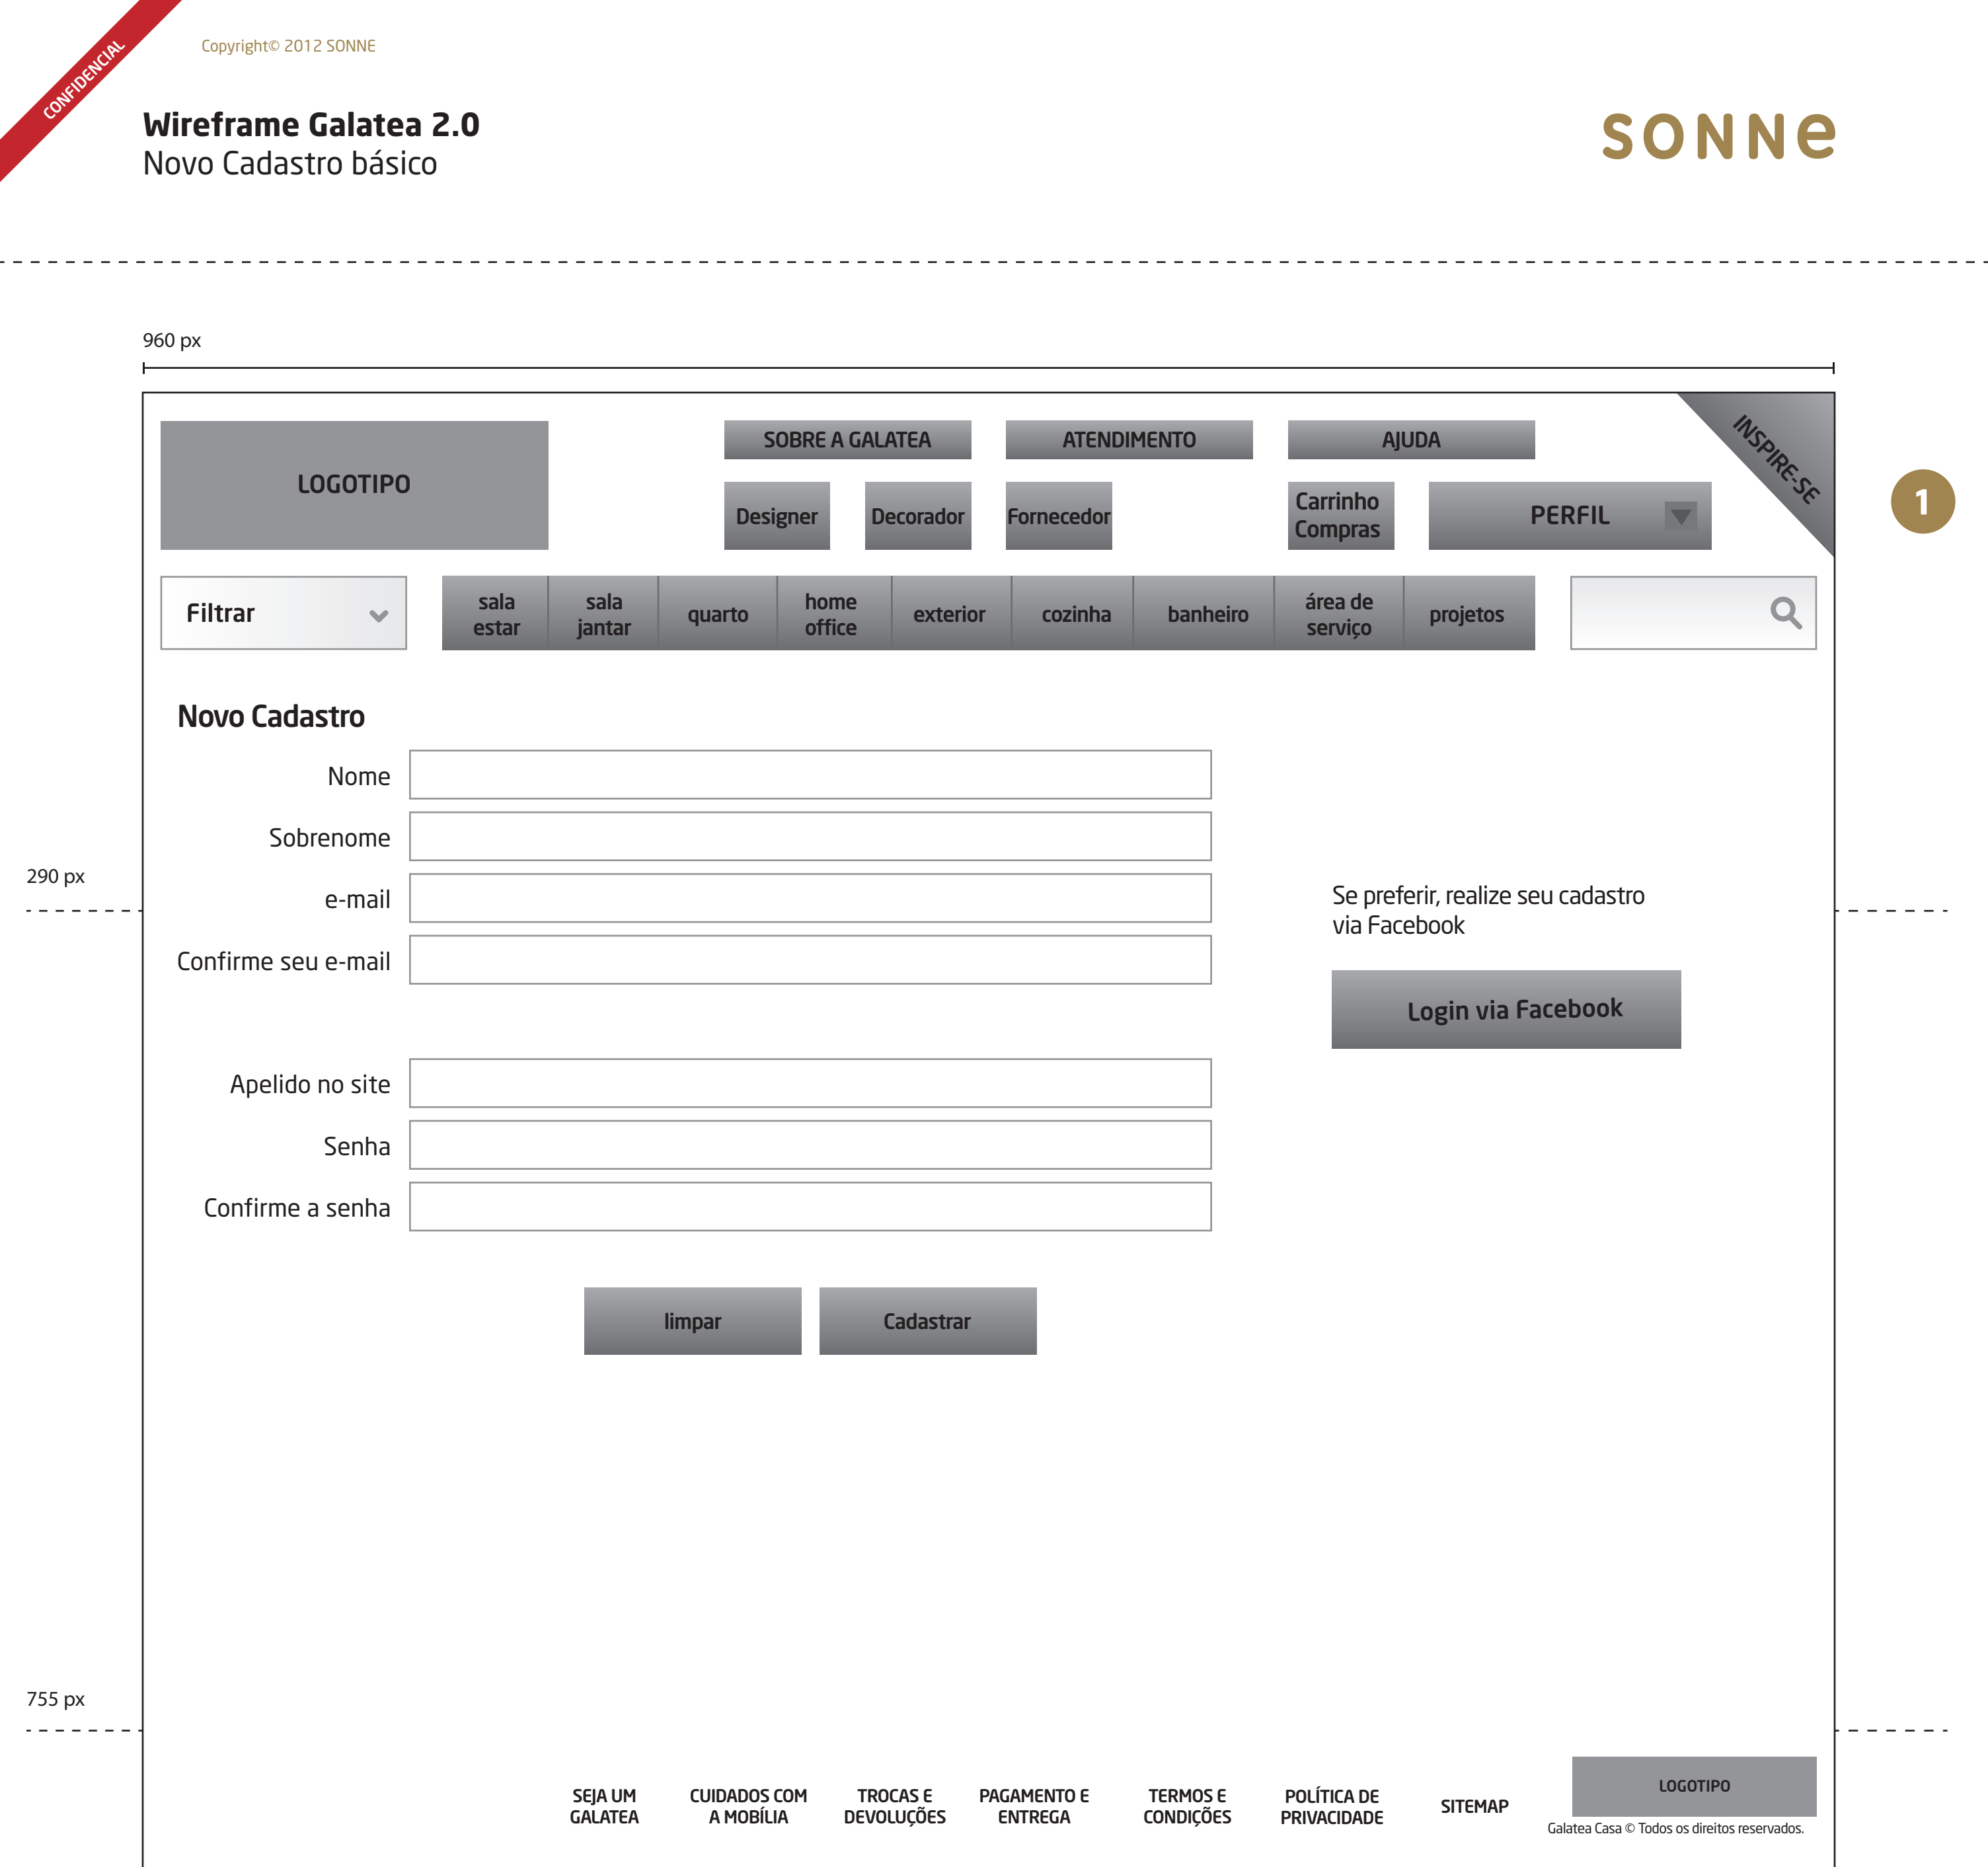 CONFIDENCIAL
Copyright© 2012 SONNE
Wireframe Galatea 2.0
Novo Cadastro básico
SONNe
960 px
LOGOTIPO
SOBRE A GALATEA
ATENDIMENTO
AJUDA
INSPIRE-SE
1
Designer
Decorador
Fornecedor
Carrinho
Compras
PERFIL
Filtrar
sala
estar
sala
jantar
quarto
home
office
exterior
cozinha
banheiro
área de
serviço
projetos
Novo Cadastro
Nome
Sobrenome
290 px
e-mail
Confirme seu e-mail
Se preferir, realize seu cadastro
via Facebook
Login via Facebook
Apelido no site
Senha
Confirme a senha
limpar
Cadastrar
755 px
SEJA UM
GALATEA
CUIDADOS COM
A MOBÍLIA
TROCAS E
DEVOLUÇÕES
PAGAMENTO E
ENTREGA
TERMOS E
CONDIÇÕES
POLÍTICA DE
PRIVACIDADE
SITEMAP
LOGOTIPO
Galatea Casa © Todos os direitos reservados.